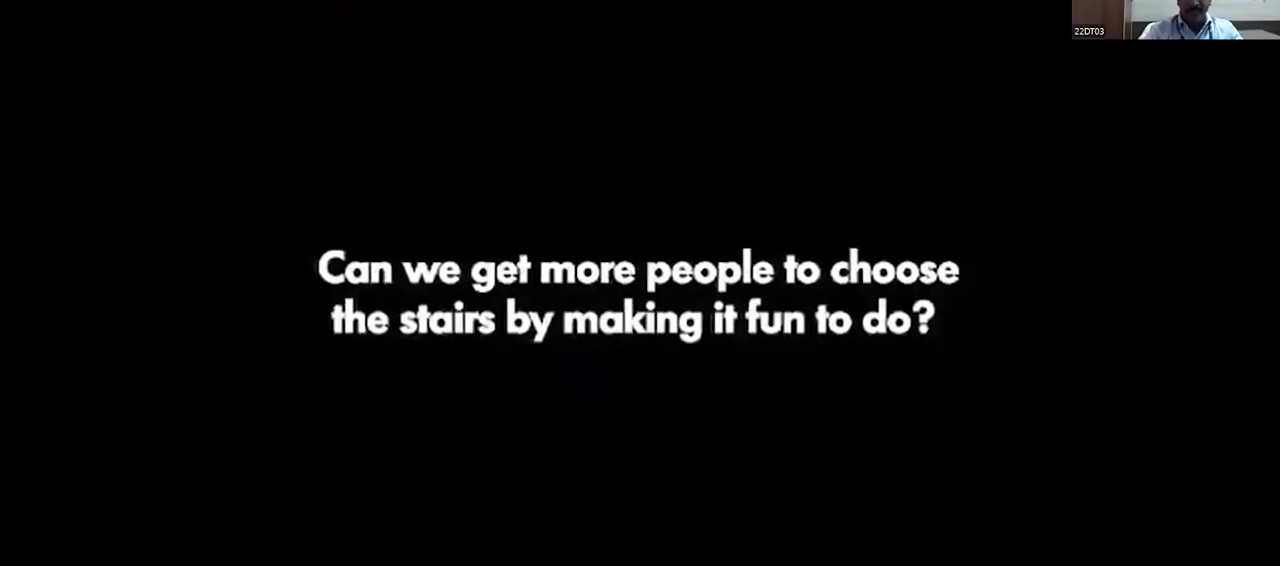 22DT03
Can we get more people to choose
the stairs by making it fun to do?